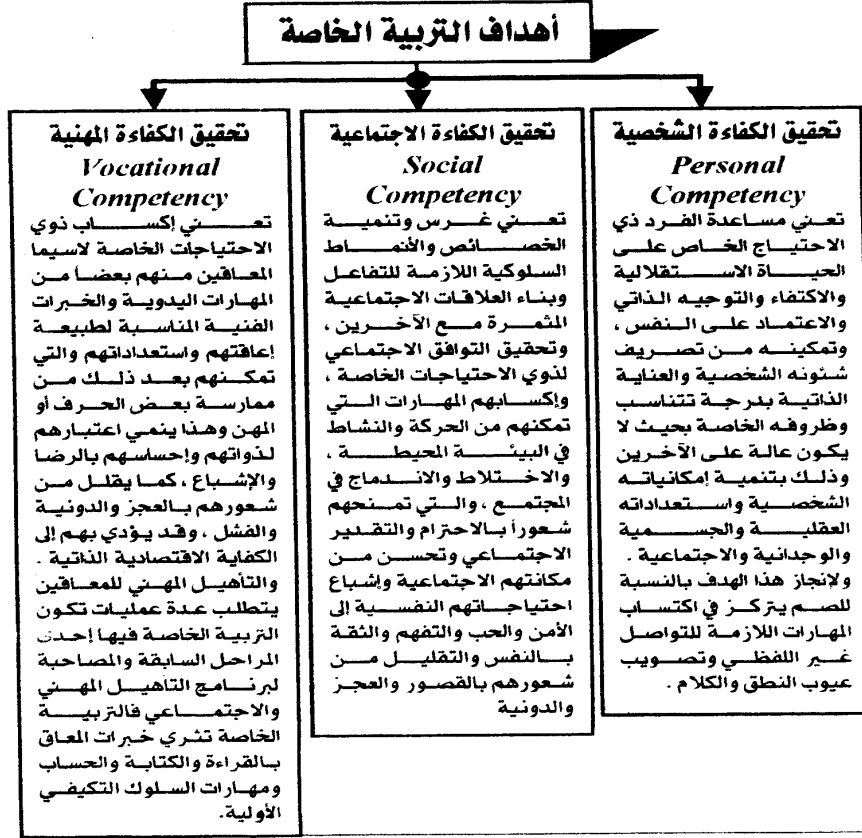 أهداف التربية الخاصة
تحقيق الكفاءة الشخصية
Personal
Competency
تعني مساعدة الفرد ذي
الاحتياج الخاص على
الحياة الاستقلالية
والاكتفاء والتوجيه الذاتي
والاعتماد على النفس ،
وتمكينه من تصريف
شئونه الشخصية والعناية
الذاتية بدرجة تتناسب
وظروفه الخاصة بحيث لا
يكون عالة على الآخرين
وذلك بتنمية إمكانياته
الشخصية واستعداداته
العقلية والجسمية
والوجدانية والاجتماعية .
ولإنجاز هذا الهدف بالنسبة
للصم يتركز في اكتساب
المهارات اللازمة للتواصل
غير اللفظي وتصويب
عيوب النطق والكلام .
تحقيق الكفاءة الاجتماعية
Social
Competency
تعني غرس وتنمية
الخصائص والأنماط
السلوكية اللازمة للتفاعل
وبناء العلاقات الاجتماعية
المثمرة مع الآخرين ،
وتحقيق التوافق الاجتماعي
لذوي الاحتياجات الخاصة ،
وإكسابهم المهارات التي
تمكنهم من الحركة والنشاط
في البيئة المحيطة ،
والاختلاط والاندماج في
المجتمع ، والتي تمنحهم
شعوراً بالاحترام والتقدير
الاجتماعي وتحسن من
مكانتهم الاجتماعية وإشباع
احتياجاتهم النفسية إلى
الأمن والحب والتفهم والثقة
بالنفس والتقليل من
شعورهم بالقصور والعجز
والدونية
تحقيق الكفاءة المهنية
Vocational
Competency
تعني إكساب ذوي
الاحتياجات الخاصة لاسيما
المعاقين منهم بعضاً من
المهارات اليدوية والخبرات
الفنية المناسبة لطبيعة
إعاقتهم واستعداداتهم والتي
تمكنهم بعد ذلك من
ممارسة بعض الحرف أو
المهن وهذا ينمي اعتبارهم
لذواتهم وإحساسهم بالرضا
والإشباع ، كما يقلل من
شعورهم بالعجز والدونية
والفشل ، وقد يؤدي بهم إلى
الكفاية الاقتصادية الذاتية .
والتأهيل المهني للمعاقين
يتطلب عدة عمليات تكون
التربية الخاصة فيها إحدى
المراحل السابقة والمصاحبة
لبرنامج التأهيل المهني
والاجتماعي فالتربية
الخاصة تثري خبرات المعاق
بالقراءة والكتابة والحساب
ومهارات السلوك التكيفي
الأولية.